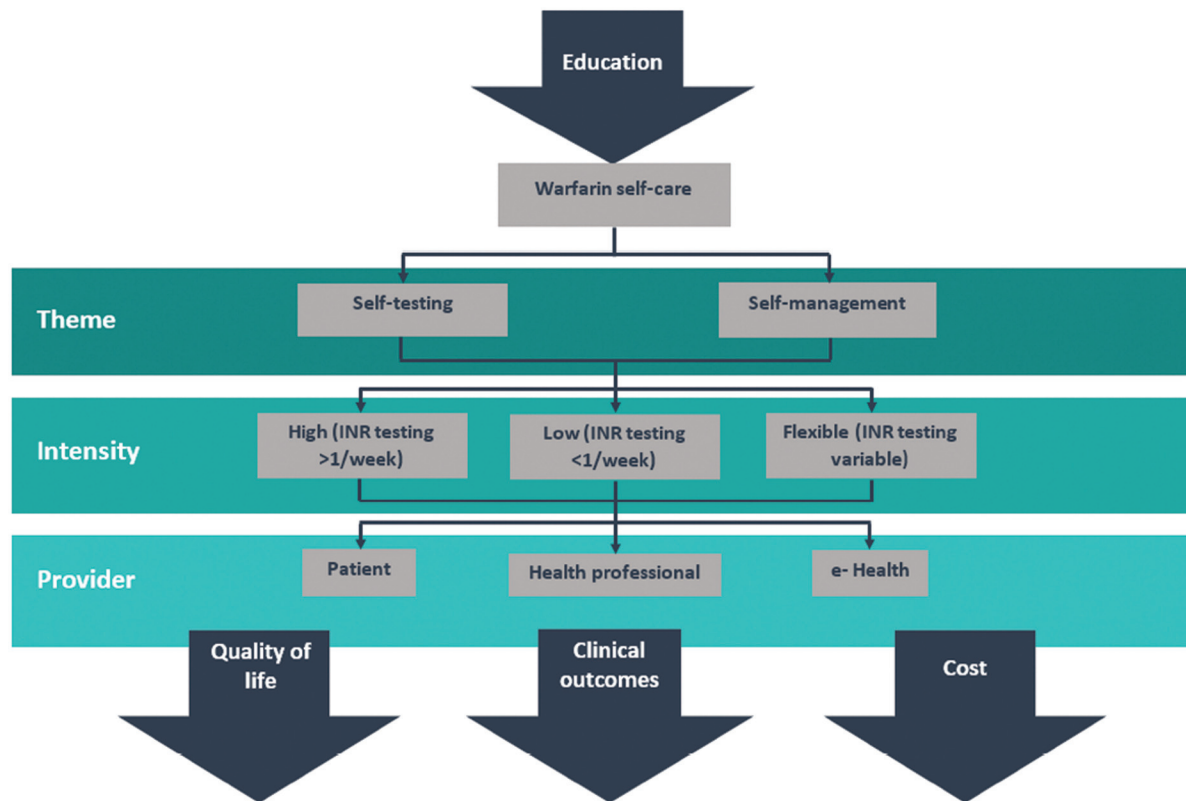 Education
Warfarin self-care
Theme
Self-testing
Self-management
Intensity
High (INR testing
>1/week)
Low (INR testing
<1/week)
Flexible (INR testing
variable)
Provider
Patient
Health professional
e- Health
Quality of
life
Clinical
outcomes
Cost